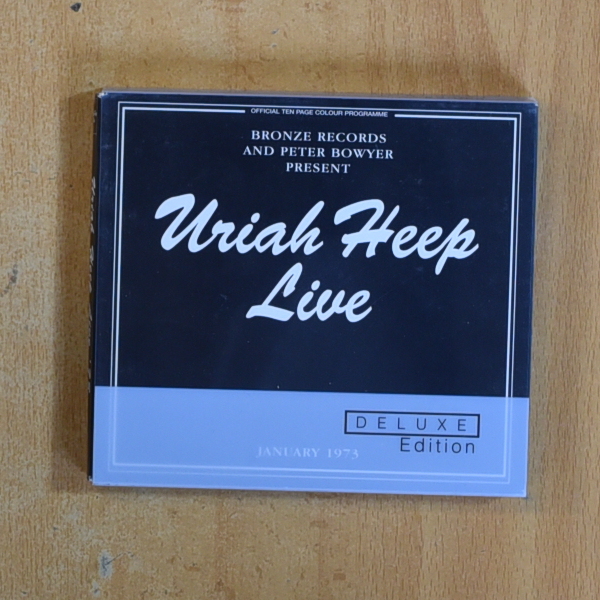 OFFICIAL TEN PAGE COLOUR PROGRAMME
BRONZE RECORDS
AND PETER BOWYER
PRESENT
Uriah Heep
Live
DELUXE
Edition
JANUARY 1973